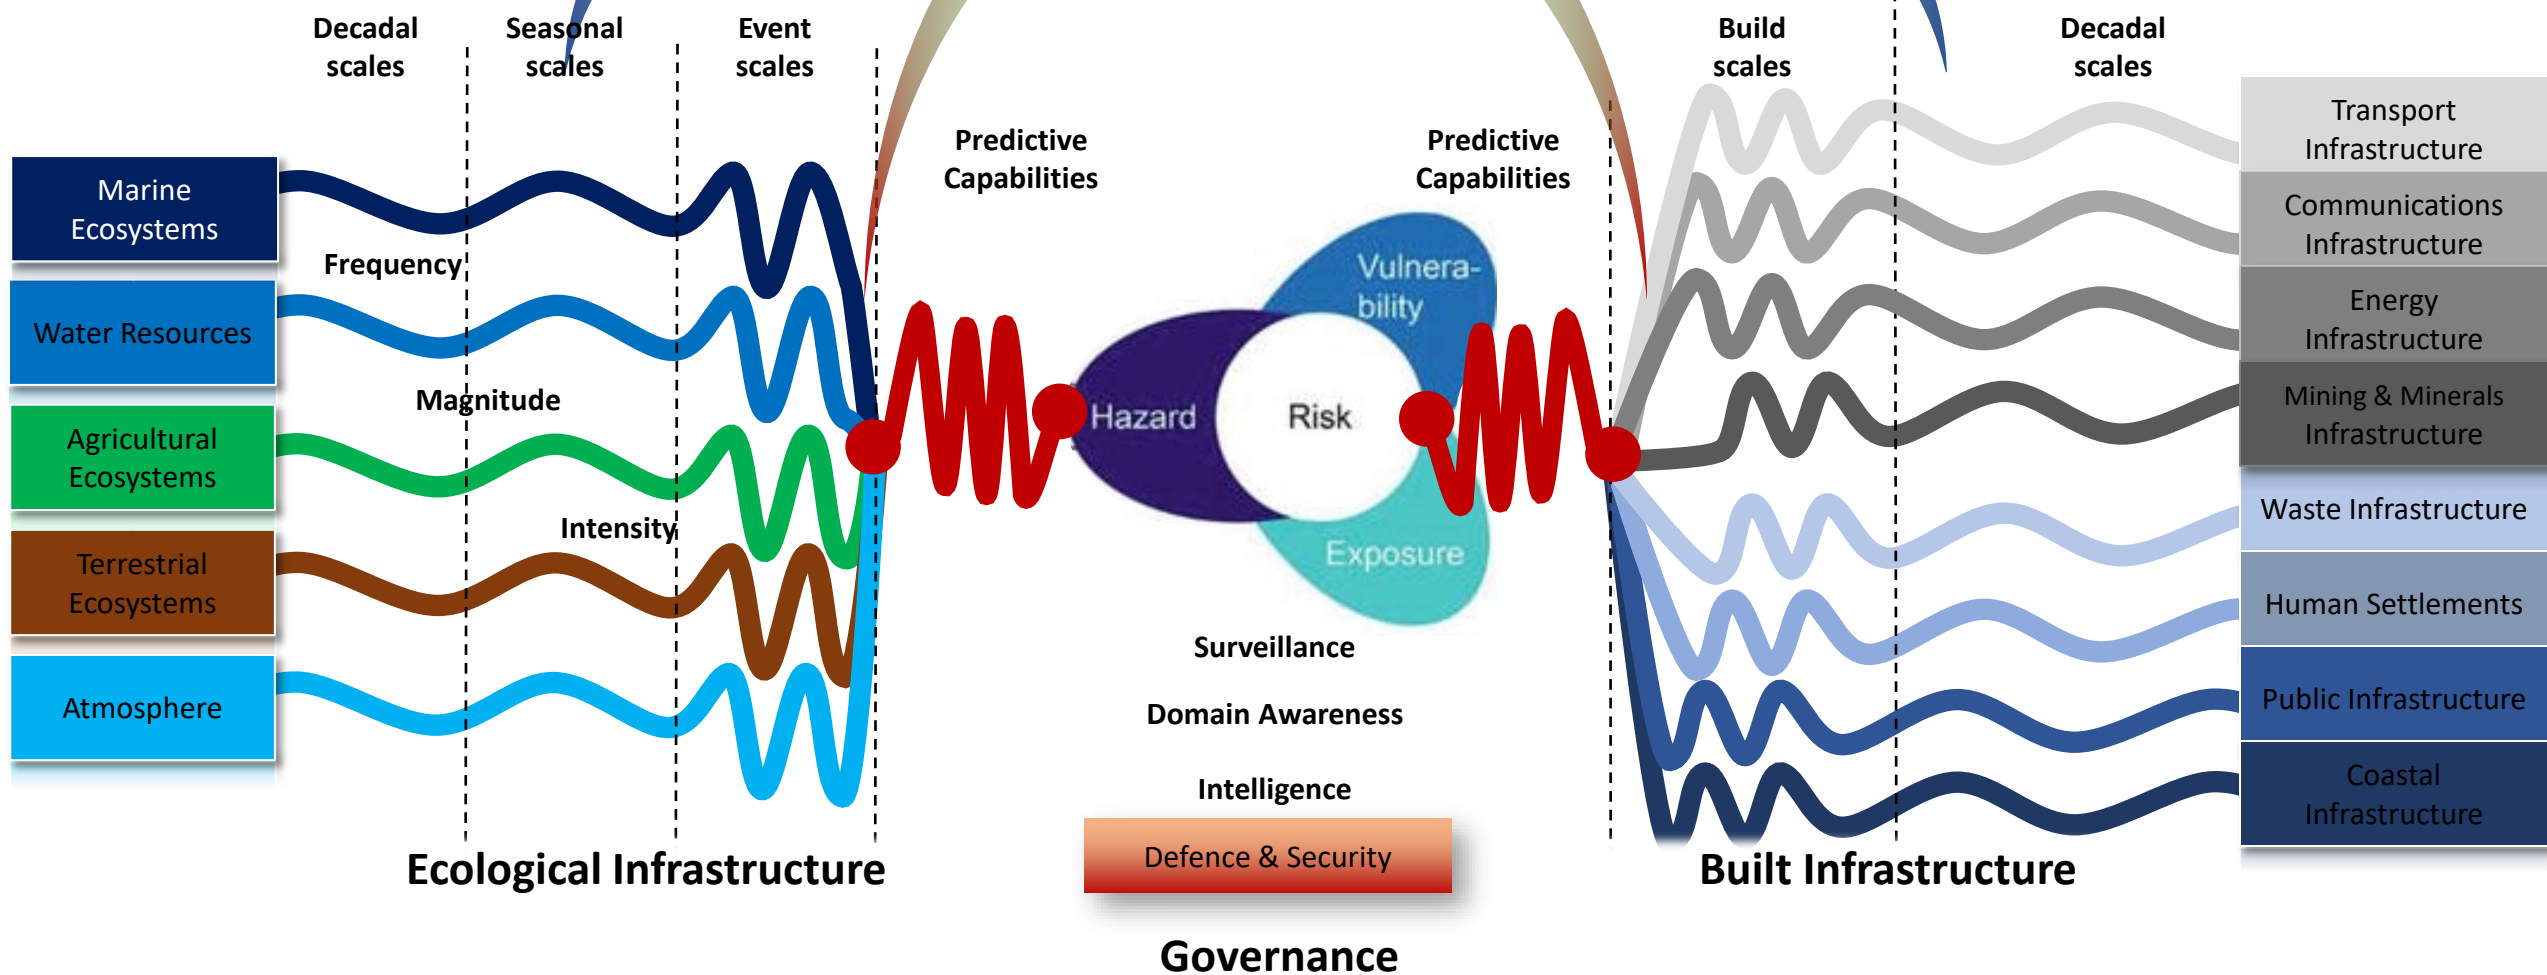 Decadal
scales
Seasonal
scales
Event
scales
Build
scales
Decadal
scales
Predictive
Capabilities
Predictive
Capabilities
Marine
Ecosystems
Water Resources
Agricultural
Ecosystems
Terrestrial
Ecosystems
Atmosphere
Frequency
Magnitude
Intensity
Vulnera-
bility
Hazard
Risk
Exposure
Surveillance
Domain Awareness
Intelligence
Defence & Security
Transport
Infrastructure
Communications
Infrastructure
Energy
Infrastructure
Mining & Minerals
Infrastructure
Waste Infrastructure
Human Settlements
Public Infrastructure
Coastal
Infrastructure
Ecological Infrastructure
Built Infrastructure
Governance